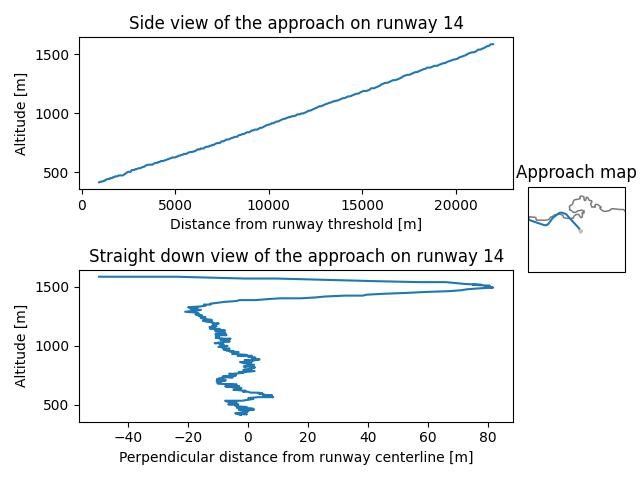 Side view of the approach on runway 14
Altitude [m]
1500
1000
500
0
5000
10000
15000
20000
Distance from runway threshold [m]
Approach map
Straight down view of the approach on runway 14
Altitude [m]
1500
1000
500
−40
−20
0
20
40
60
80
Perpendicular distance from runway centerline [m]